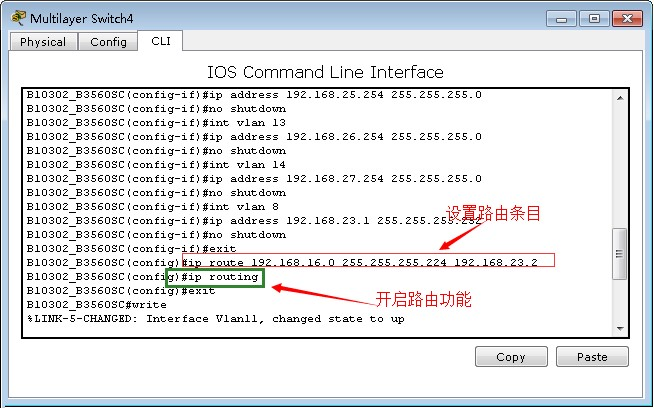 Multilayer Switch4
Physical Config CLI
IOS Command Line Interface
B10302_B3560SC(config-if)#ip address 192.168.25.254 255.255.255.0
B10302_B3560SC(config-if)#no shutdown
B10302_B3560SC(config-if)#int vlan 13
B10302_B3560SC(config-if)#ip address 192.168.26.254 255.255.255.0
B10302_B3560SC(config-if)#no shutdown
B10302_B3560SC(config-if)#int vlan 14
B10302_B3560SC(config-if)#ip address 192.168.27.254 255.255.255.0
B10302_B3560SC(config-if)#no shutdown
B10302_B3560SC(config-if)#int vlan 8
设置路由条目
B10302_B3560SC(config-if)#ip address 192.168.23.1 255.255.255.252
B10302_B3560SC(config-if)#no shutdown
B10302_B3560SC(config-if)#exit
B10302_B3560SC(config)#ip route 192.168.16.0 255.255.255.224 192.168.23.2
B10302_B3560SC(config)#ip routing
B10302_B3560SC(config)#exit
开启路由功能
B10302_B3560SC#write
%LINK-5-CHANGED: Interface Vlan11, changed state to up
Copy Paste